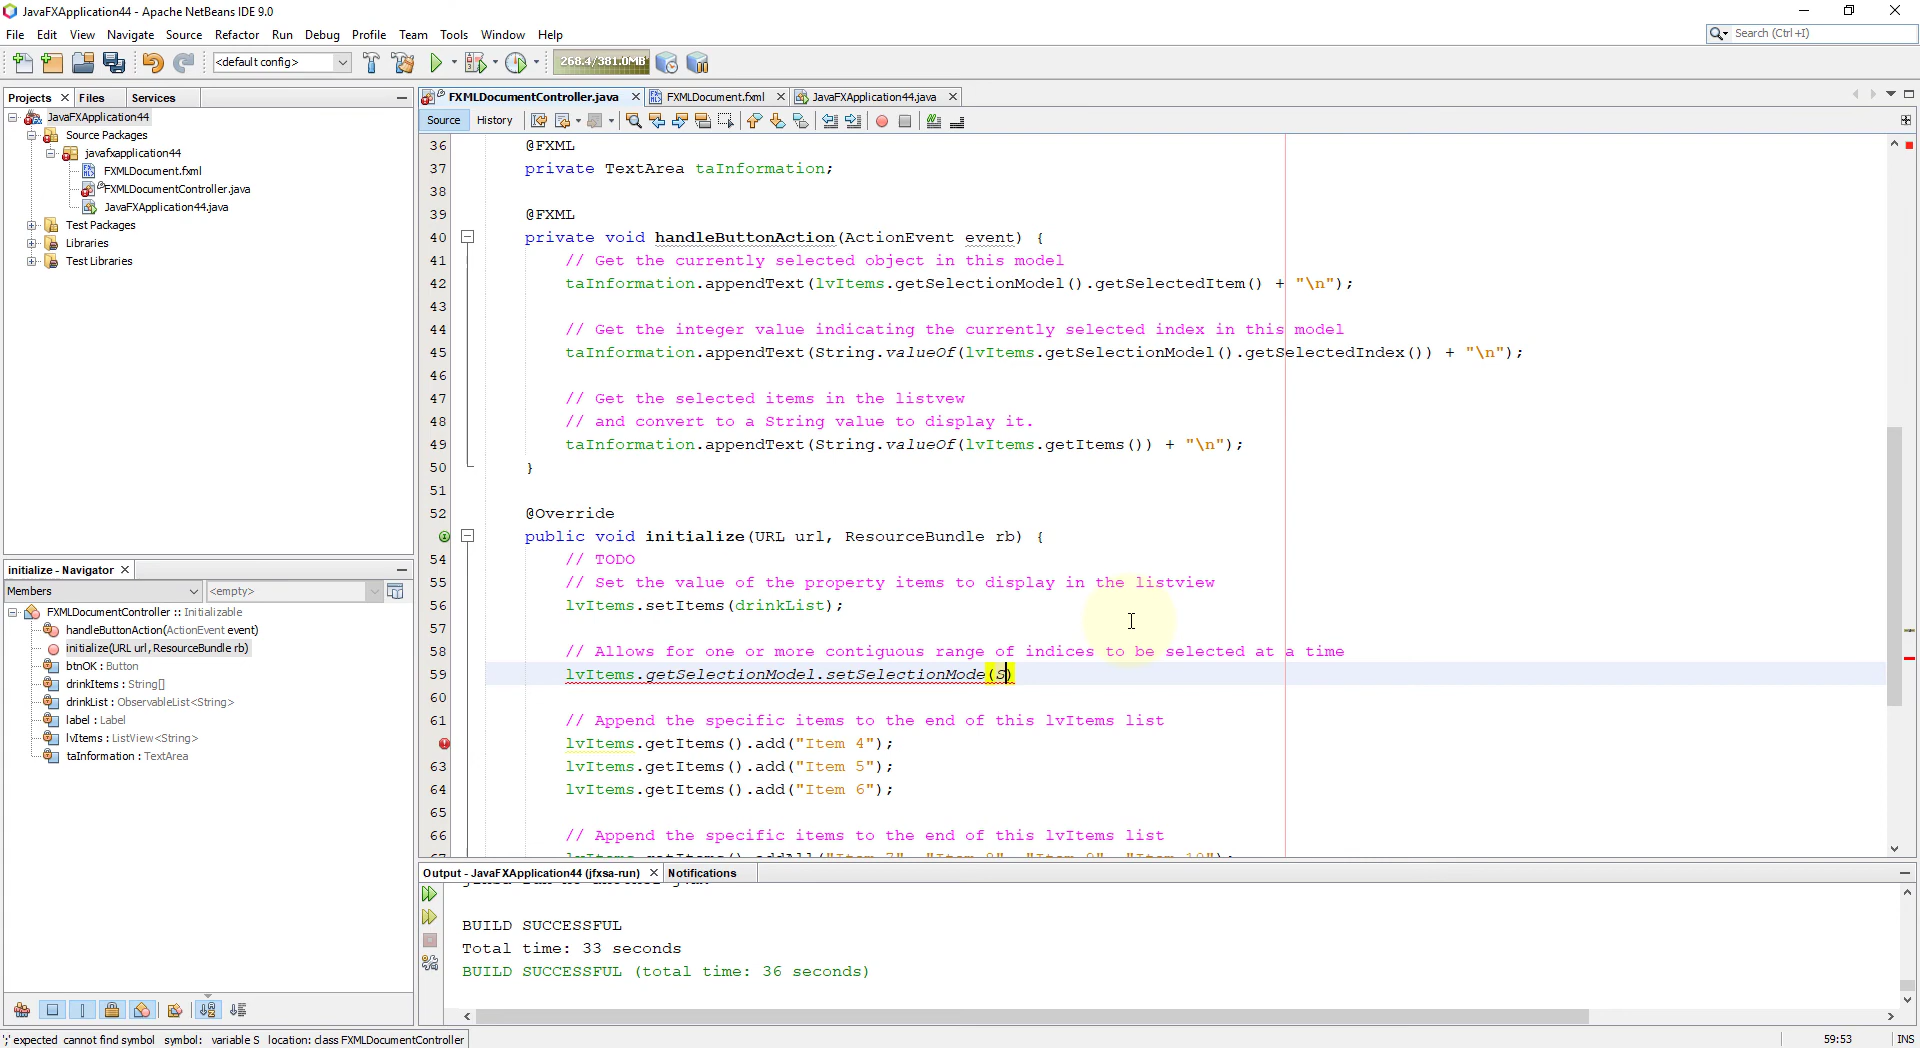 JavaFXApplication44 - Apache NetBeans IDE 9.0
File Edit View Navigate Source Refactor Run Debug Profile Team Tools Window Help
Search (Ctrl+I)
<default config>
268.4/381.0MB
Projects Files Services
FXMLDocumentController.java FXMLDocument.fxml JavaFXApplication44.java
Source History
JavaFXApplication44
Source Packages
javafxapplication44
FXMLDocument.fxml
FXMLDocumentController.java
JavaFXApplication44.java
Test Packages
Libraries
Test Libraries
initialize - Navigator
Members <empty>
FXMLDocumentController :: Initializable
handleButtonAction(ActionEvent event)
initialize(URL url, ResourceBundle rb)
btnOK : Button
drinkItems : String[]
drinkList : ObservableList<String>
label : Label
lvItems : ListView<String>
taInformation : TextArea
36 @FXML
37 private TextArea taInformation;
38
39 @FXML
40 private void handleButtonAction(ActionEvent event) {
41 // Get the currently selected object in this model
42 taInformation.appendText(lvItems.getSelectionModel().getSelectedItem() + "\n");
43
44 // Get the integer value indicating the currently selected index in this model
45 taInformation.appendText(String.valueOf(lvItems.getSelectionModel().getSelectedIndex()) + "\n");
46
47 // Get the selected items in the listvew
48 // and convert to a String value to display it.
49 taInformation.appendText(String.valueOf(lvItems.getItems()) + "\n");
50 }
51
52 @Override
public void initialize(URL url, ResourceBundle rb) {
54 // TODO
55 // Set the value of the property items to display in the listview
56 lvItems.setItems(drinkList);
57
58 // Allows for one or more contiguous range of indices to be selected at a time
59 lvItems.getSelectionModel.setSelectionMode(S)
60
61 // Append the specific items to the end of this lvItems list
lvItems.getItems().add("Item 4");
63 lvItems.getItems().add("Item 5");
64 lvItems.getItems().add("Item 6");
65
66 // Append the specific items to the end of this lvItems list
67 lvItems.getItems().addAll("Item 7", "Item 8", "Item 9", "Item 10");
Output - JavaFXApplication44 (jfxsa-run) Notifications
BUILD SUCCESSFUL
Total time: 33 seconds
BUILD SUCCESSFUL (total time: 36 seconds)
';' expected cannot find symbol symbol: variable S location: class FXMLDocumentController
59:53 INS